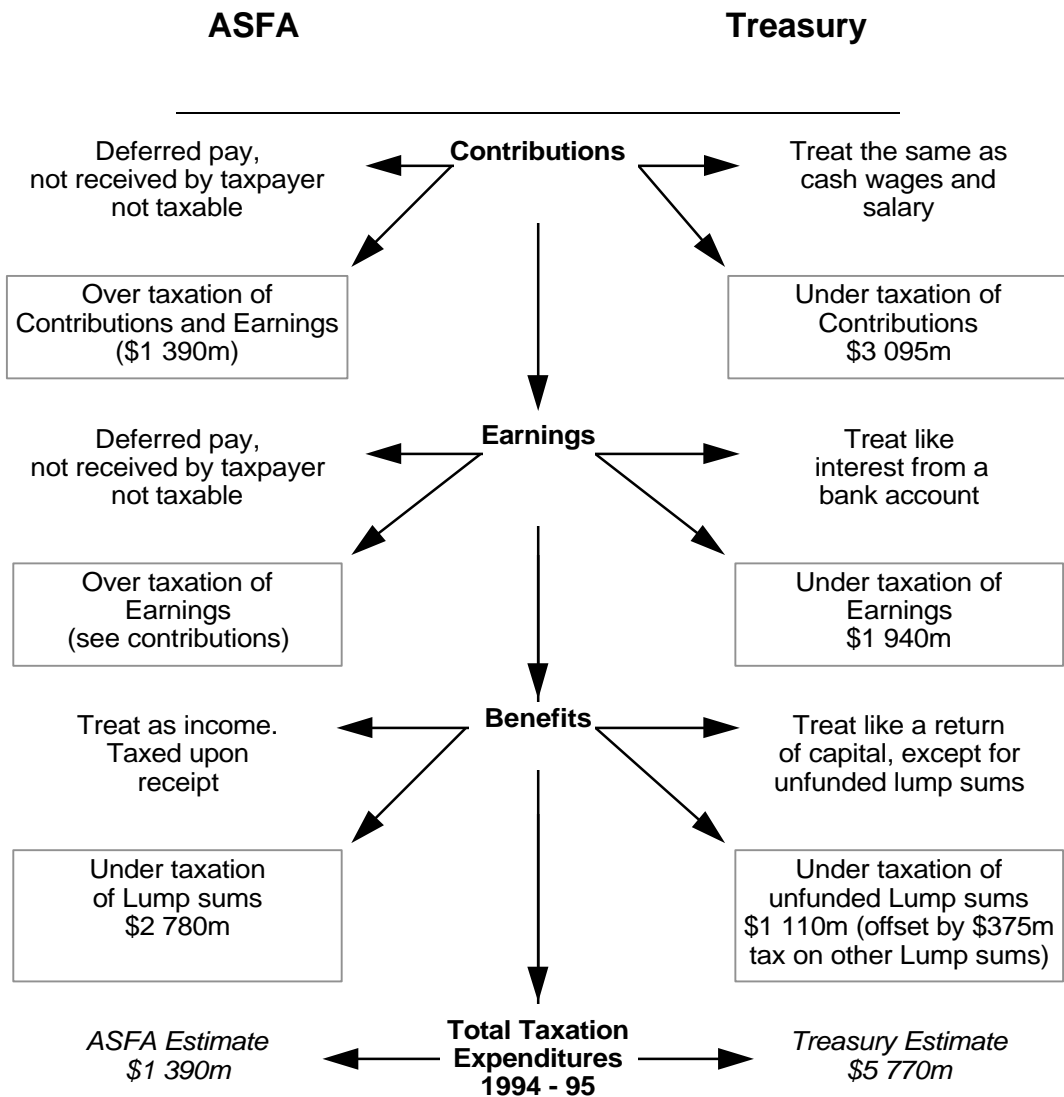 ASFA
Treasury
Deferred pay,
not received by taxpayer
not taxable
Contributions
Treat the same as
cash wages and
salary
Over taxation of
Contributions and Earnings
($1 390m)
Under taxation of
Contributions
$3 095m
Deferred pay,
not received by taxpayer
not taxable
Earnings
Treat like
interest from a
bank account
Over taxation of
Earnings
(see contributions)
Under taxation of
Earnings
$1 940m
Treat as income.
Taxed upon
receipt
Benefits
Treat like a return
of capital, except for
unfunded lump sums
Under taxation
of Lump sums
$2 780m
Under taxation of
unfunded Lump sums
$1 110m (offset by $375m
tax on other Lump sums)
ASFA Estimate
$1 390m
Total Taxation
Expenditures
1994 - 95
Treasury Estimate
$5 770m